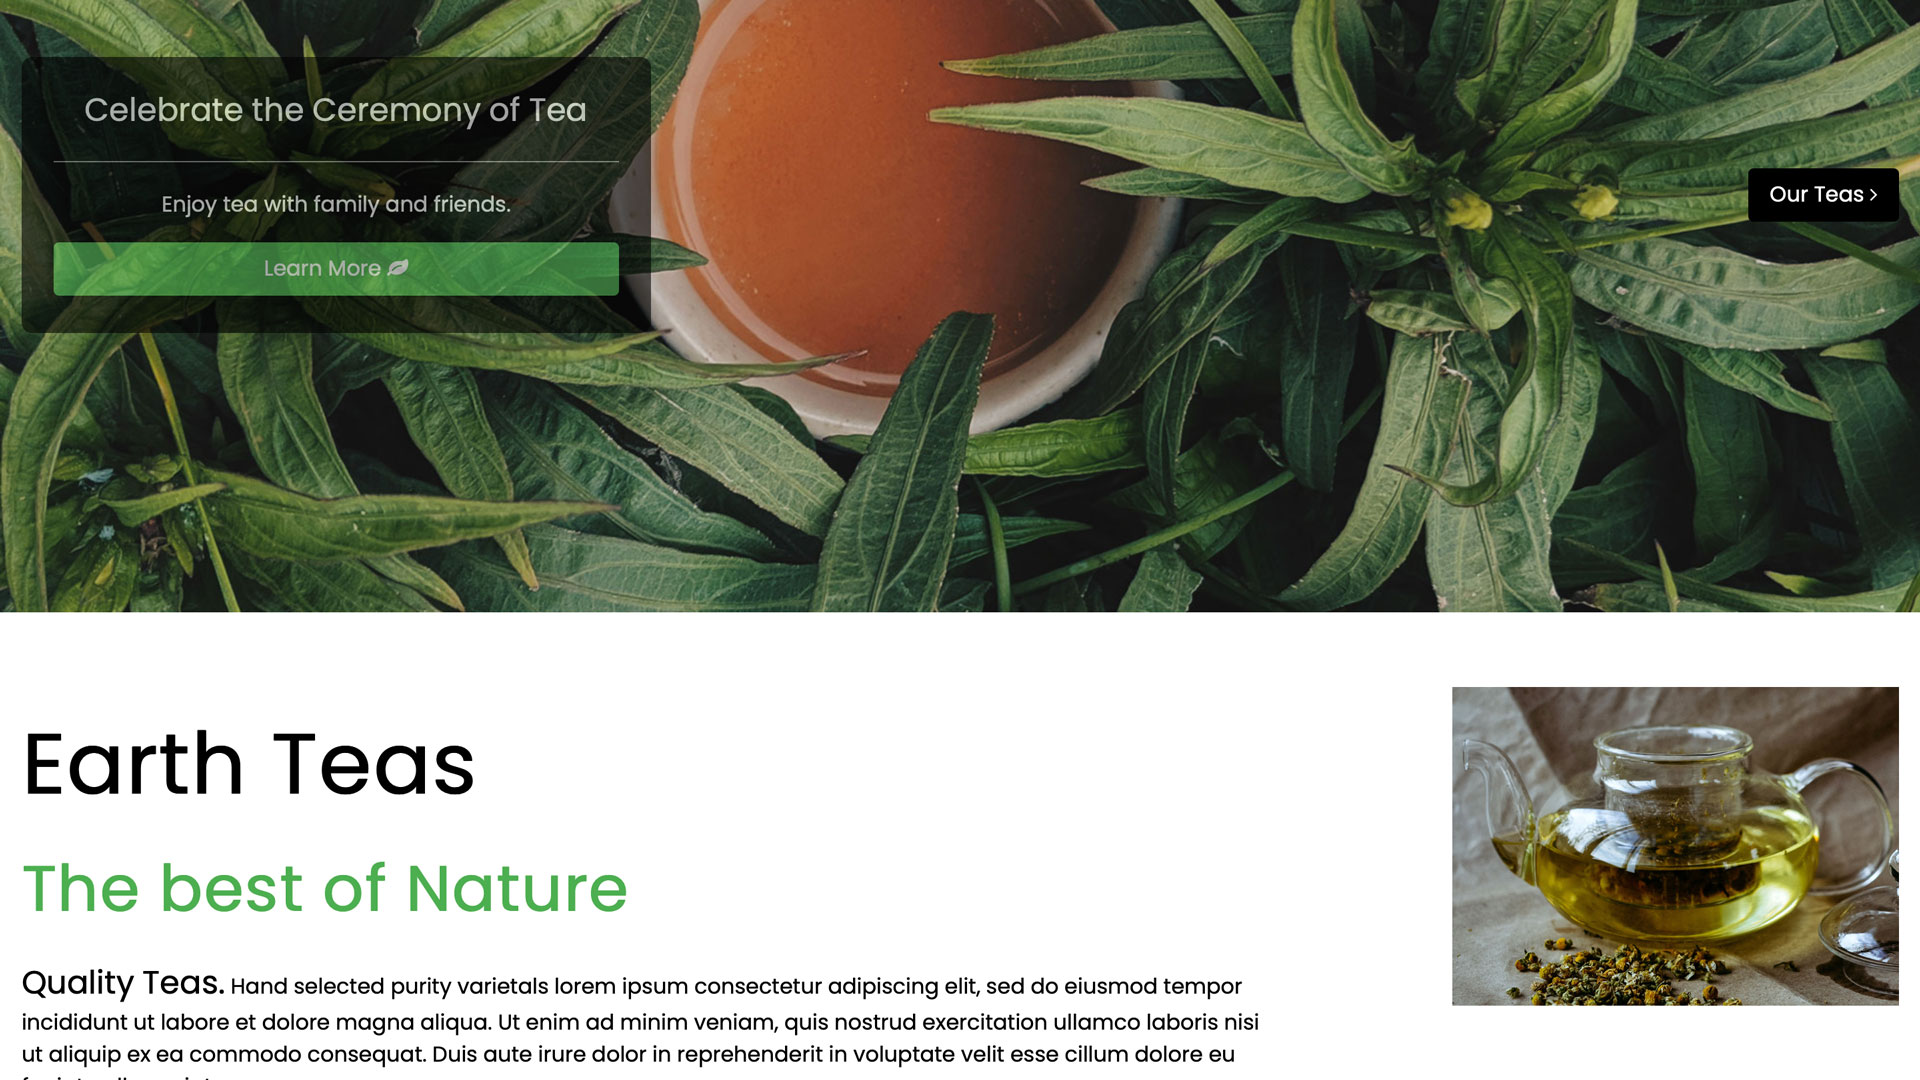 Celebrate the Ceremony of Tea
Enjoy tea with family and friends.
Learn More
Our Teas
Earth Teas
The best of Nature
Quality Teas. Hand selected purity varietals lorem ipsum consectetur adipiscing elit, sed do eiusmod tempor
incididunt ut labore et dolore magna aliqua. Ut enim ad minim veniam, quis nostrud exercitation ullamco laboris nisi
ut aliquip ex ea commodo consequat. Duis aute irure dolor in reprehenderit in voluptate velit esse cillum dolore eu